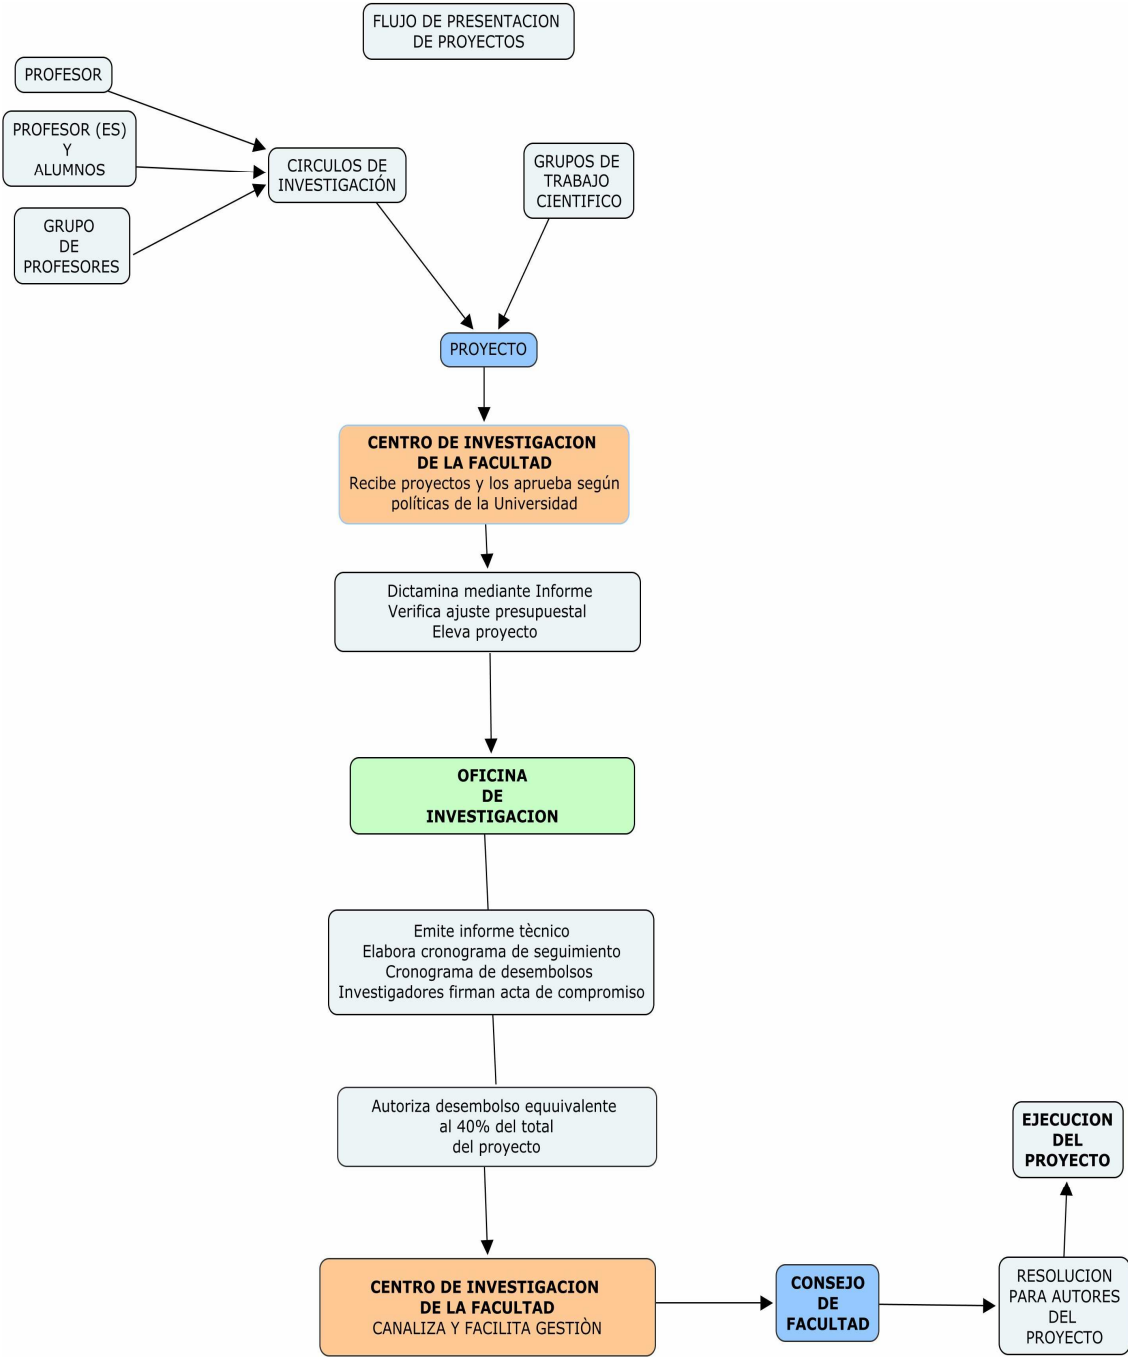 FLUJO DE PRESENTACION
DE PROYECTOS
PROFESOR
PROFESOR (ES)
Y
ALUMNOS
GRUPO
DE
PROFESORES
CIRCULOS DE
INVESTIGACIÓN
GRUPOS DE
TRABAJO
CIENTIFICO
PROYECTO
CENTRO DE INVESTIGACION
DE LA FACULTAD
Recibe proyectos y los aprueba según
políticas de la Universidad
Dictamina mediante Informe
Verifica ajuste presupuestal
Eleva proyecto
OFICINA
DE
INVESTIGACION
Emite informe tècnico
Elabora cronograma de seguimiento
Cronograma de desembolsos
Investigadores firman acta de compromiso
Autoriza desembolso equuivalente
al 40% del total
del proyecto
CENTRO DE INVESTIGACION
DE LA FACULTAD
CANALIZA Y FACILITA GESTIÒN
CONSEJO
DE
FACULTAD
RESOLUCION
PARA AUTORES
DEL
PROYECTO
EJECUCION
DEL
PROYECTO